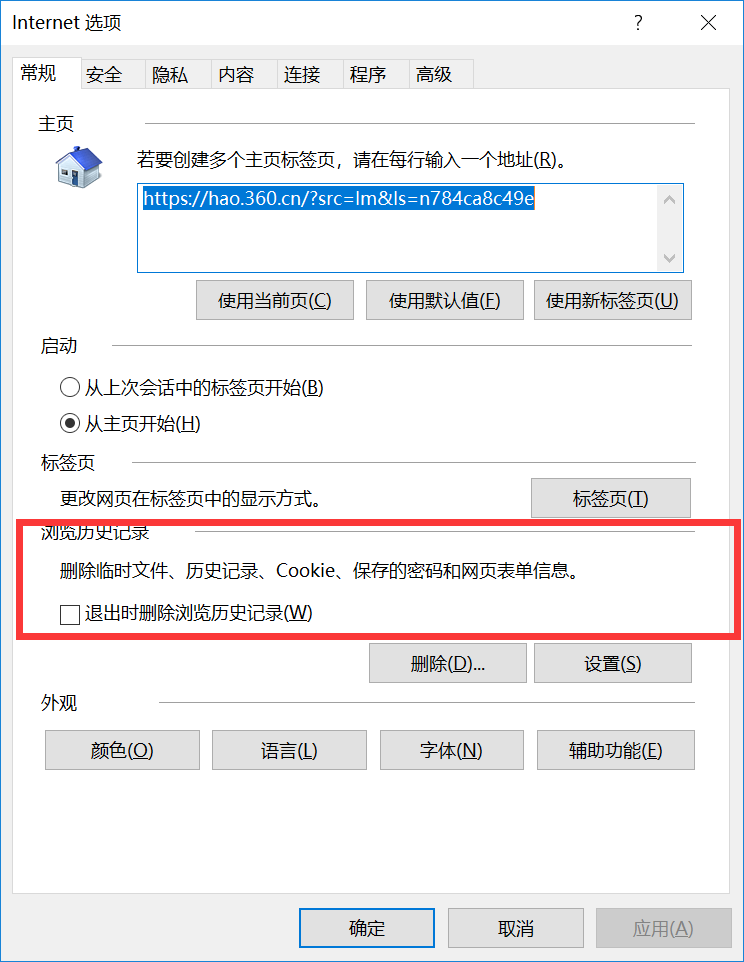 Internet 选项
?
常规 安全 隐私 内容 连接 程序 高级
主页
若要创建多个主页标签页，请在每行输入一个地址(R)。
https://hao.360.cn/?src=lm&ls=n784ca8c49e
使用当前页(C) 使用默认值(F) 使用新标签页(U)
启动
从上次会话中的标签页开始(B)
从主页开始(H)
标签页
更改网页在标签页中的显示方式。 标签页(T)
浏览历史记录
删除临时文件、历史记录、Cookie、保存的密码和网页表单信息。
退出时删除浏览历史记录(W)
删除(D)... 设置(S)
外观
颜色(O) 语言(L) 字体(N) 辅助功能(E)
确定 取消 应用(A)